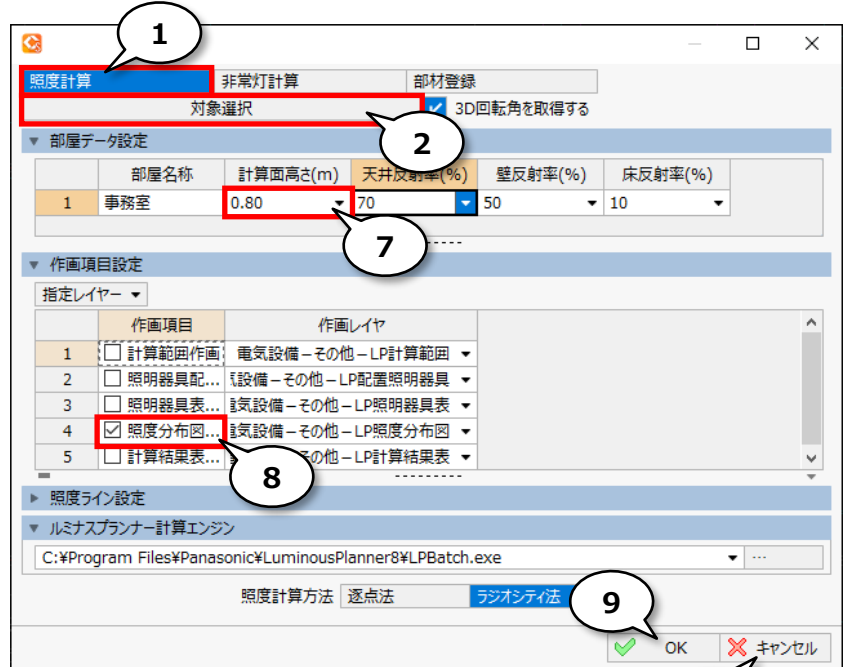 1
照度計算 非常灯計算 部材登録
対象選択 3D回転角を取得する
2
部屋データ設定
部屋名称 計算面高さ(m) 天井反射率(%) 壁反射率(%) 床反射率(%)
1 事務室 0.80 70 50 10
7
作画項目設定
指定レイヤー
作画項目 作画レイヤ
1 計算範囲作画 電気設備－その他－LP計算範囲
2 照明器具配... 設備－その他－LP配置照明器具
3 照明器具表... 気設備－その他－LP照明器具表
4 照度分布図... 気設備－その他－LP照度分布図
5 計算結果表... その他－LP計算結果表
8
照度ライン設定
ルミナスプランナー計算エンジン
C:¥Program Files¥Panasonic¥LuminousPlanner8¥LPBatch.exe ...
照度計算方法 逐点法 ラジオシティ法
9
OK キャンセル